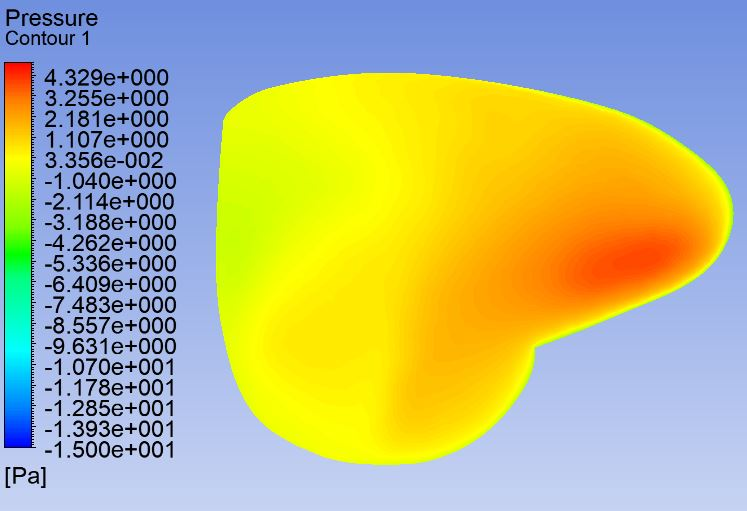 Pressure
Contour 1
4.329e+000
3.255e+000
2.181e+000
1.107e+000
3.356e-002
-1.040e+000
-2.114e+000
-3.188e+000
-4.262e+000
-5.336e+000
-6.409e+000
-7.483e+000
-8.557e+000
-9.631e+000
-1.070e+001
-1.178e+001
-1.285e+001
-1.393e+001
-1.500e+001
[Pa]